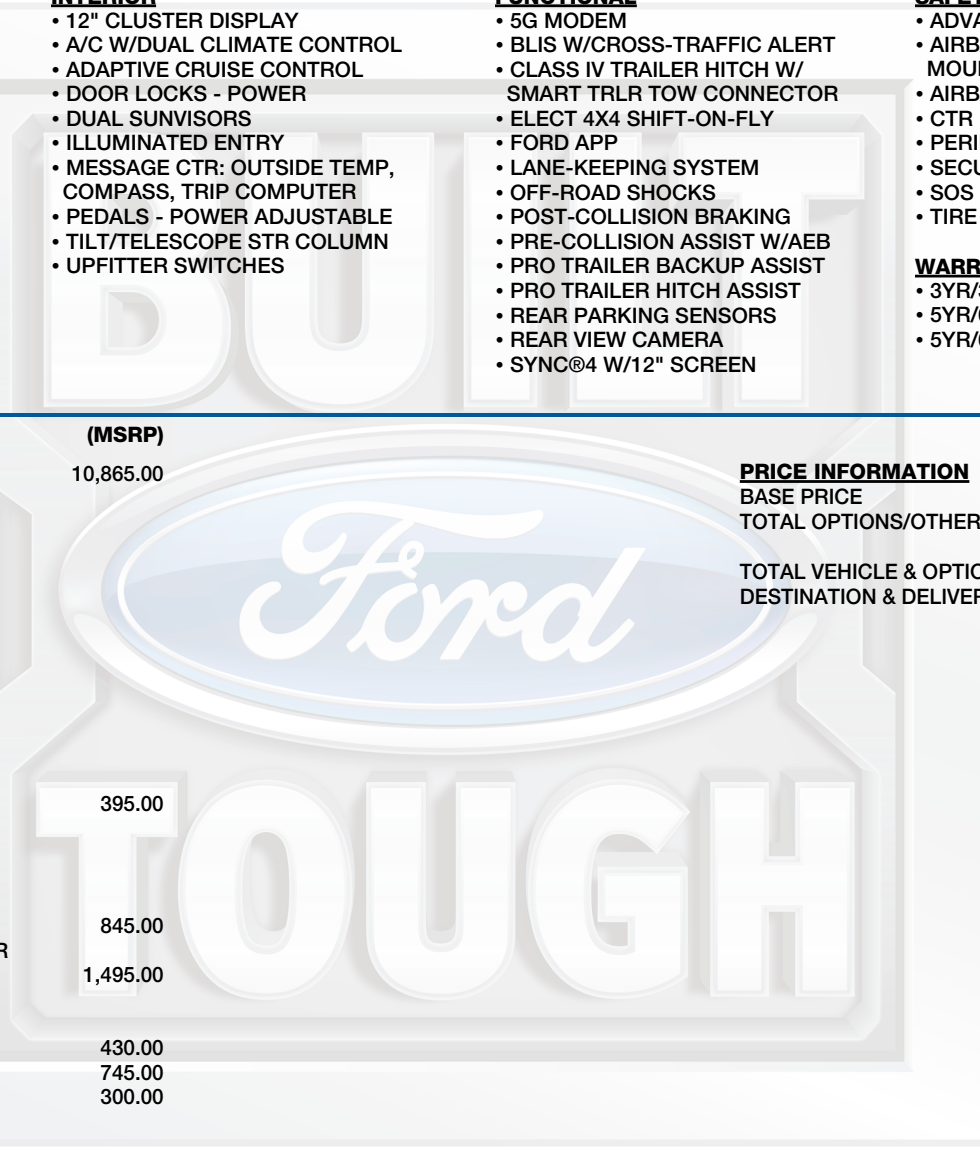 INTERIOR
• 12" CLUSTER DISPLAY
• A/C W/DUAL CLIMATE CONTROL
• ADAPTIVE CRUISE CONTROL
• DOOR LOCKS - POWER
• DUAL SUNVISORS
• ILLUMINATED ENTRY
• MESSAGE CTR: OUTSIDE TEMP,
COMPASS, TRIP COMPUTER
• PEDALS - POWER ADJUSTABLE
• TILT/TELESCOPE STR COLUMN
• UPFITTER SWITCHES
FUNCTIONAL
• 5G MODEM
• BLIS W/CROSS-TRAFFIC ALERT
• CLASS IV TRAILER HITCH W/
SMART TRLR TOW CONNECTOR
• ELECT 4X4 SHIFT-ON-FLY
• FORD APP
• LANE-KEEPING SYSTEM
• OFF-ROAD SHOCKS
• POST-COLLISION BRAKING
• PRE-COLLISION ASSIST W/AEB
• PRO TRAILER BACKUP ASSIST
• PRO TRAILER HITCH ASSIST
• REAR PARKING SENSORS
• REAR VIEW CAMERA
• SYNC®4 W/12" SCREEN
• CTR
• SOS
• TIRE
• 3YR/
• 5YR/
• 5YR/
(MSRP)
10,865.00
395.00
845.00
R
1,495.00
430.00
745.00
300.00
PRICE INFORMATION
BASE PRICE
TOTAL OPTIONS/OTHER
TOTAL VEHICLE &
DESTINATION &
BUILT
Ford
TOUGH